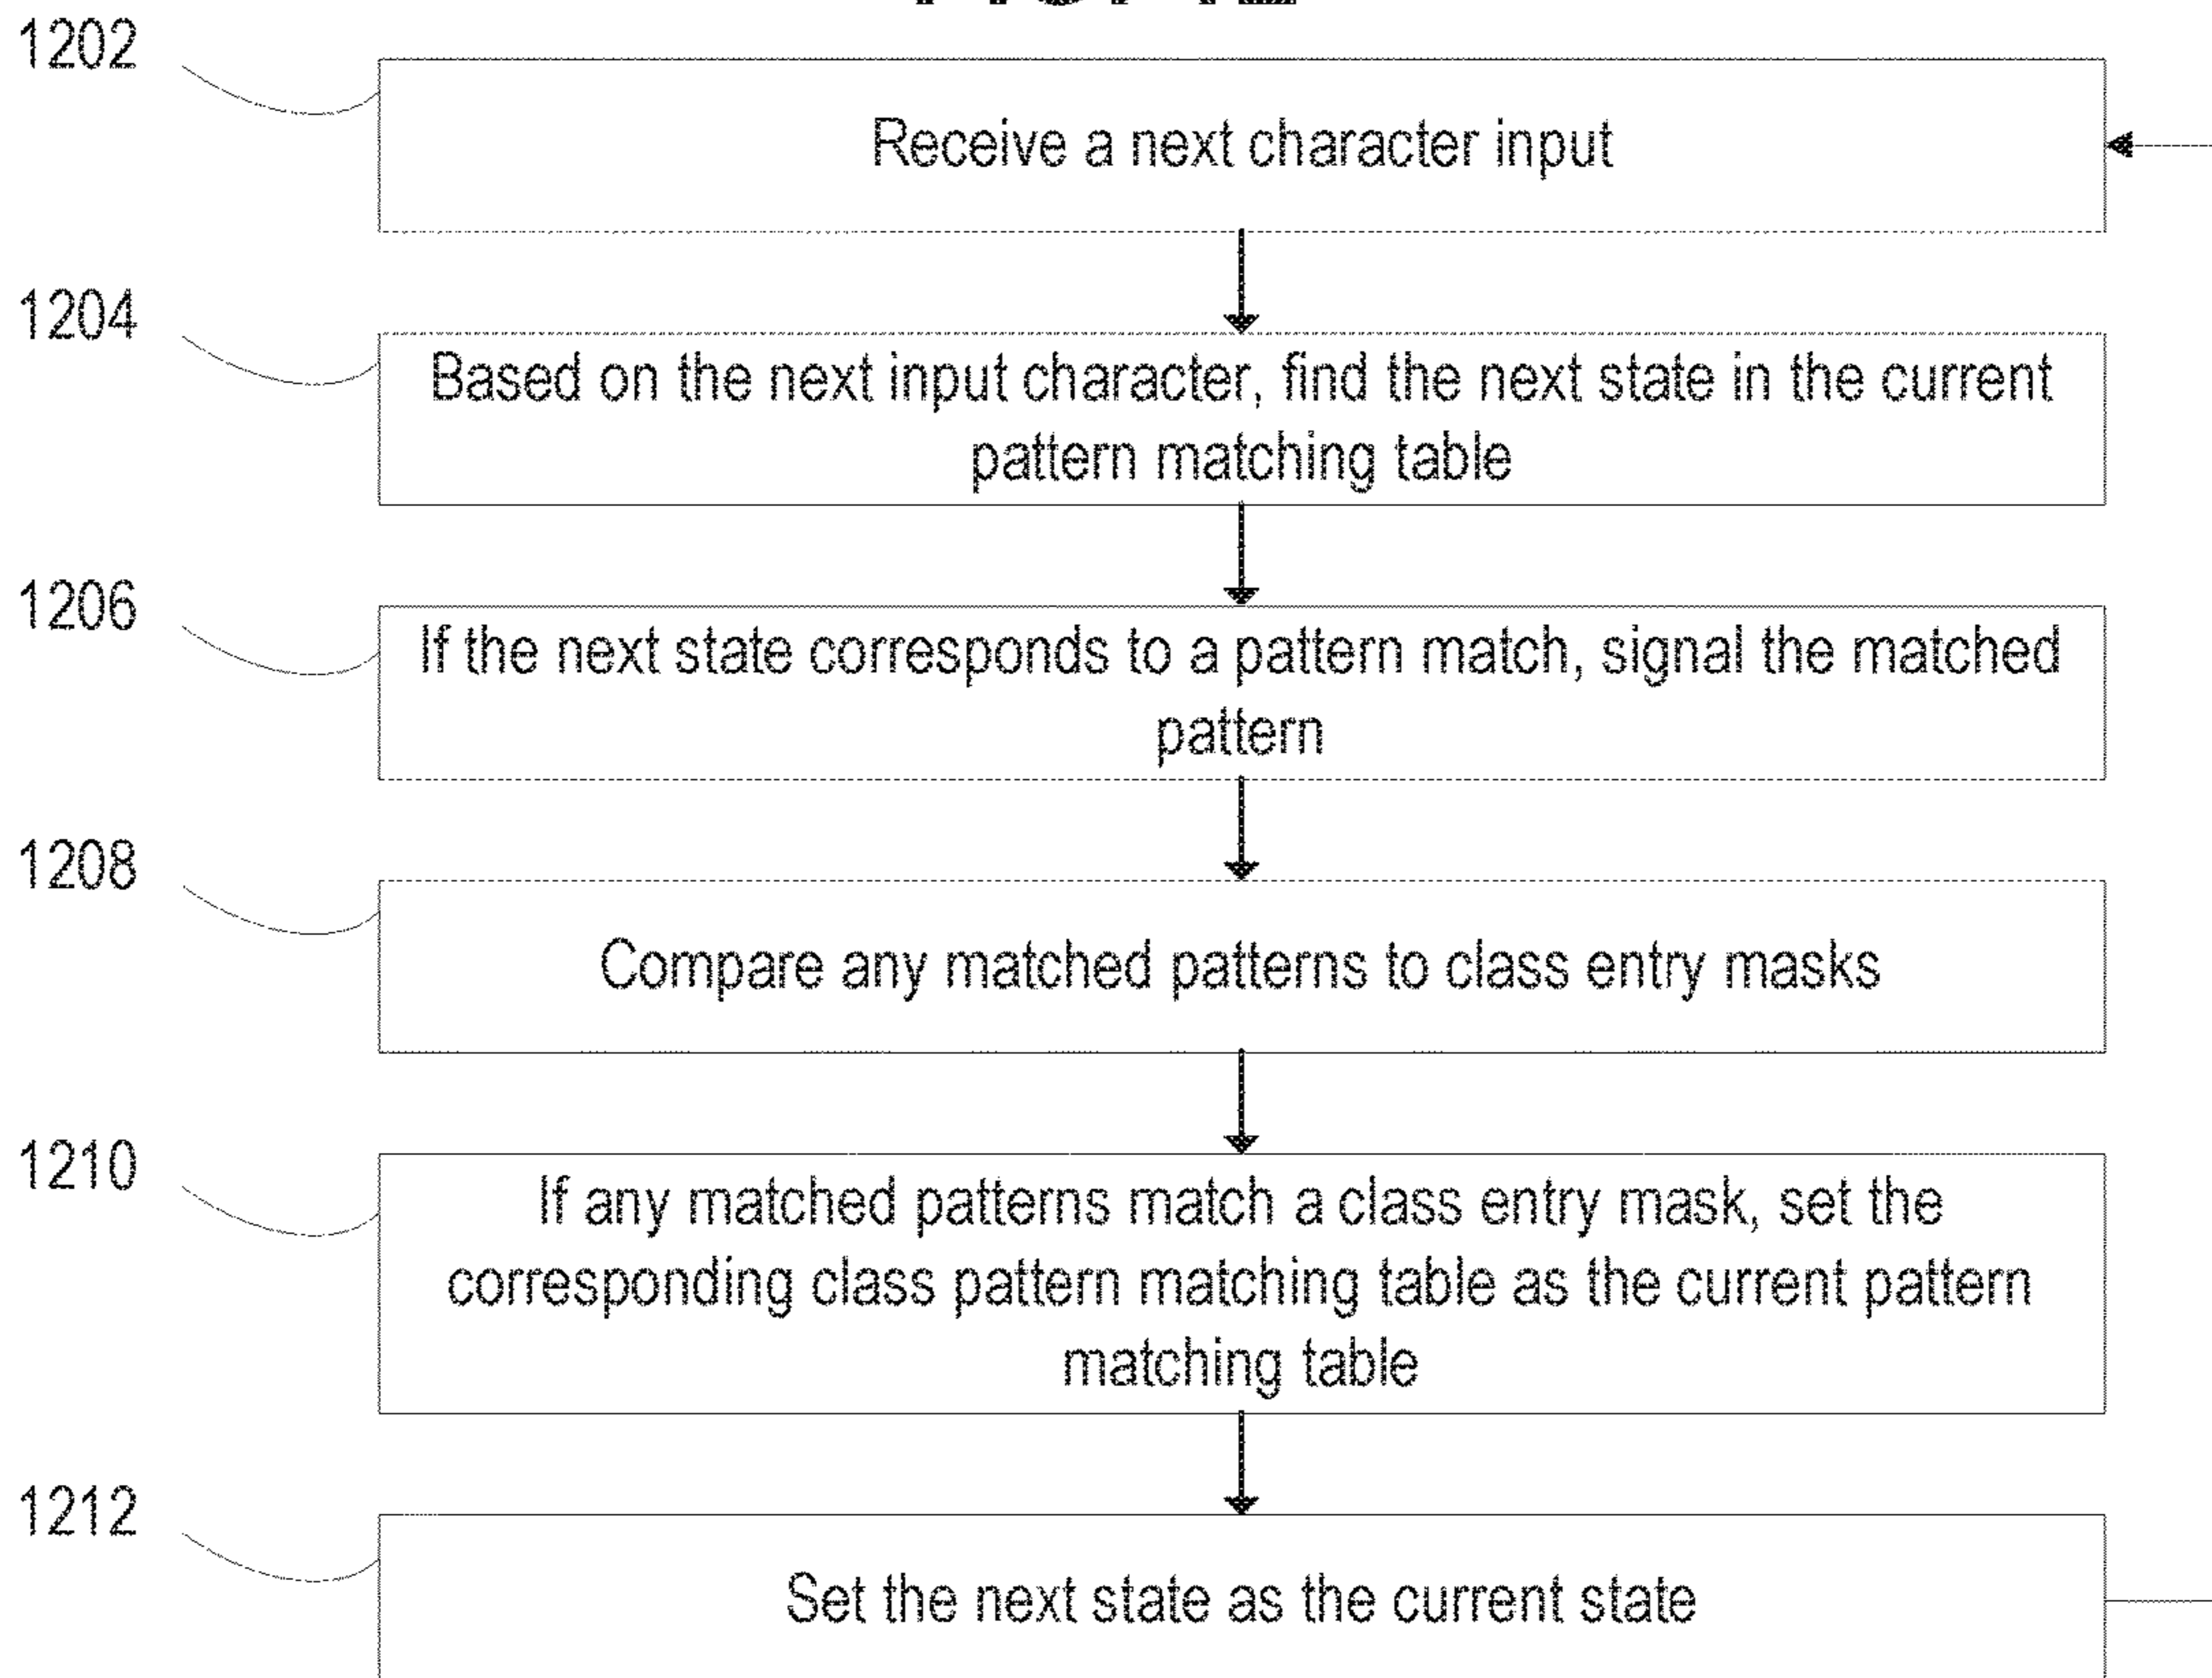 1202
Receive a next character input
1204
Based on the next input character, find the next state in the current
pattern matching table
1206
If the next state corresponds to a pattern match, signal the matched
pattern
1208
Compare any matched patterns to class entry masks
1210
If any matched patterns match a class entry mask, set the
corresponding class pattern matching table as the current pattern
matching table
1212
Set the next state as the current state